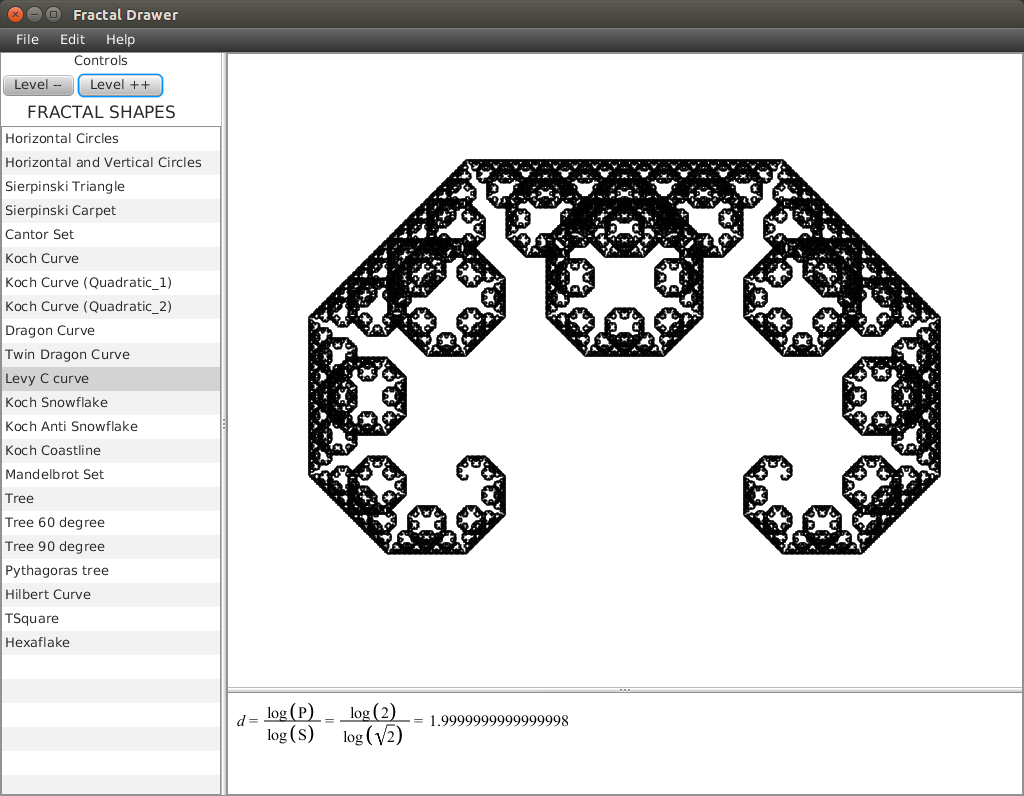 Fractal Drawer
File Edit Help
Controls
Level -- Level ++
FRACTAL SHAPES
Horizontal Circles
Horizontal and Vertical Circles
Sierpinski Triangle
Sierpinski Carpet
Cantor Set
Koch Curve
Koch Curve (Quadratic_1)
Koch Curve (Quadratic_2)
Dragon Curve
Twin Dragon Curve
Levy C curve
Koch Snowflake
Koch Anti Snowflake
Koch Coastline
Mandelbrot Set
Tree
Tree 60 degree
Tree 90 degree
Pythagoras tree
Hilbert Curve
TSquare
Hexaflake
d = log(P) / log(S) = log(2) / log(√2) = 1.9999999999999998